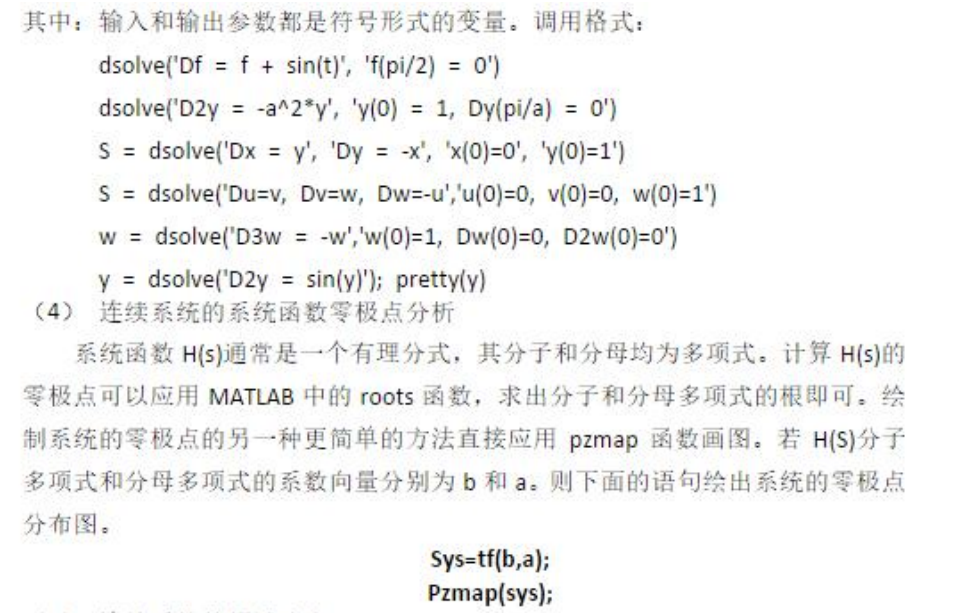 其中：输入和输出参数都是符号形式的变量。调用格式：
dsolve('Df = f + sin(t)', 'f(pi/2) = 0')
dsolve('D2y = -a^2*y', 'y(0) = 1, Dy(pi/a) = 0')
S = dsolve('Dx = y', 'Dy = -x', 'x(0)=0', 'y(0)=1')
S = dsolve('Du=v, Dv=w, Dw=-u','u(0)=0, v(0)=0, w(0)=1')
w = dsolve('D3w = -w','w(0)=1, Dw(0)=0, D2w(0)=0')
y = dsolve('D2y = sin(y)'); pretty(y)
（4） 连续系统的系统函数零极点分析
系统函数 H(s)通常是一个有理分式，其分子和分母均为多项式。计算 H(s)的
零极点可以应用 MATLAB 中的 roots 函数，求出分子和分母多项式的根即可。绘
制系统的零极点的另一种更简单的方法直接应用 pzmap 函数画图。若 H(S)分子
多项式和分母多项式的系数向量分别为 b 和 a。则下面的语句绘出系统的零极点
分布图。
Sys=tf(b,a);
Pzmap(sys);